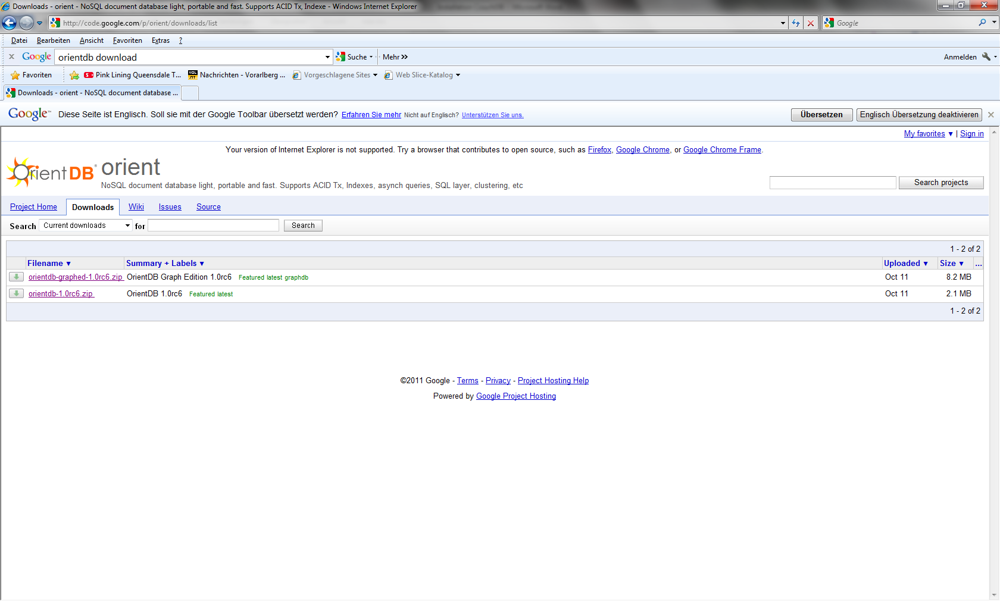 Downloads - orient - NoSQL document database light, portable and fast. Supports ACID Tx, Indexe - Windows Internet Explorer
http://code.google.com/p/orient/downloads/list
Google
Datei Bearbeiten Ansicht Favoriten Extras ?
x Google orientdb download Suche Mehr Anmelden
Favoriten Pink Lining Queensdale T... VOL.AT Nachrichten - Vorarlberg ... Vorgeschlagene Sites Web Slice-Katalog
Downloads - orient - NoSQL document database ...
Google™ Diese Seite ist Englisch. Soll sie mit der Google Toolbar übersetzt werden? Erfahren Sie mehr Nicht auf Englisch? Unterstützen Sie uns. Übersetzen Englisch Übersetzung deaktivieren
My favorites ▼ | Sign in
Your version of Internet Explorer is not supported. Try a browser that contributes to open source, such as Firefox, Google Chrome, or Google Chrome Frame.
OrientDB® orient
NoSQL document database light, portable and fast. Supports ACID Tx, Indexes, asynch queries, SQL layer, clustering, etc
Search projects
Project Home Downloads Wiki Issues Source
Search Current downloads for Search
1 - 2 of 2
Filename ▼ Summary + Labels ▼ Uploaded ▼ Size ▼ ...
orientdb-graphed-1.0rc6.zip OrientDB Graph Edition 1.0rc6 Featured latest graphdb Oct 11 8.2 MB
orientdb-1.0rc6.zip OrientDB 1.0rc6 Featured latest Oct 11 2.1 MB
1 - 2 of 2
©2011 Google - Terms - Privacy - Project Hosting Help
Powered by Google Project Hosting